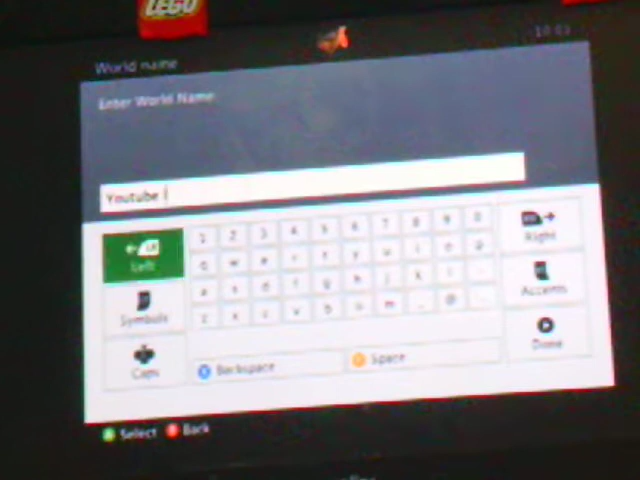 LEGO
World name
Enter World Name:
Youtube
1 2 3 4 5 6 7 8 9 0
q w e r t y u i o p
a s d f g h j k l -
z x c v b n m _ @ .
Left
Right
Symbols
Accents
Caps
Done
X Backspace
Y Space
A Select B Back